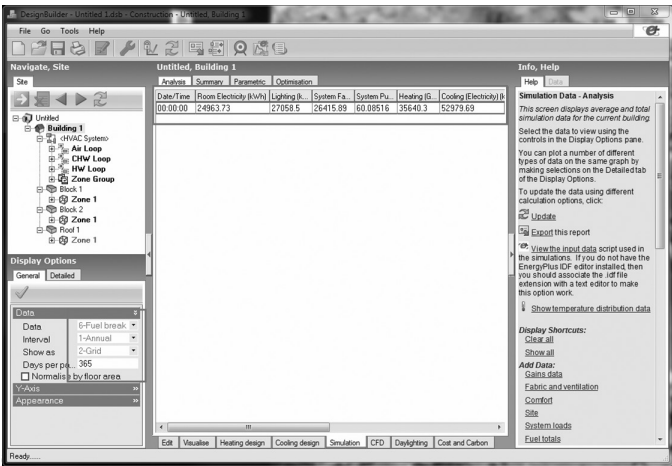 DesignBuilder - Untitled 1.dsb - Construction - Untitled, Building 1
File Go Tools Help
Navigate, Site
Site
Untitled
Building 1
<HVAC System>
Air Loop
CHW Loop
HW Loop
Zone Group
Block 1
Zone 1
Block 2
Zone 1
Roof 1
Zone 1
Display Options
General Detailed
Data
Data 6-Fuel break
Interval 1-Annual
Show as 2-Grid
Days per po... 365
Normalise by floor area
Y-Axis
Appearance
Untitled, Building 1
Analysis Summary Parametric Optimisation
Date/Time Room Electricity (kWh) Lighting (k... System Fa... System Pu... Heating (G... Cooling (Electricity) (k
00:00:00 24963.73 27058.5 26415.89 60.08516 35640.3 52979.69
Edit Visualise Heating design Cooling design Simulation CFD Daylighting Cost and Carbon
Info, Help
Help Data
Simulation Data - Analysis
This screen displays average and total
simulation data for the current building.
Select the data to view using the
controls in the Display Options pane.
You can plot a number of different
types of data on the same graph by
making selections on the Detailed tab
of the Display Options.
To update the data using different
calculation options, click:
Update
Export this report
View the input data script used in
the simulations. If you do not have the
EnergyPlus IDF editor installed, then
you should associate the .idf file
extension with a text editor to make
this option work.
Show temperature distribution data
Display Shortcuts:
Clear all
Show all
Add Data:
Gains data
Fabric and ventilation
Comfort
Site
System loads
Fuel totals
Ready......